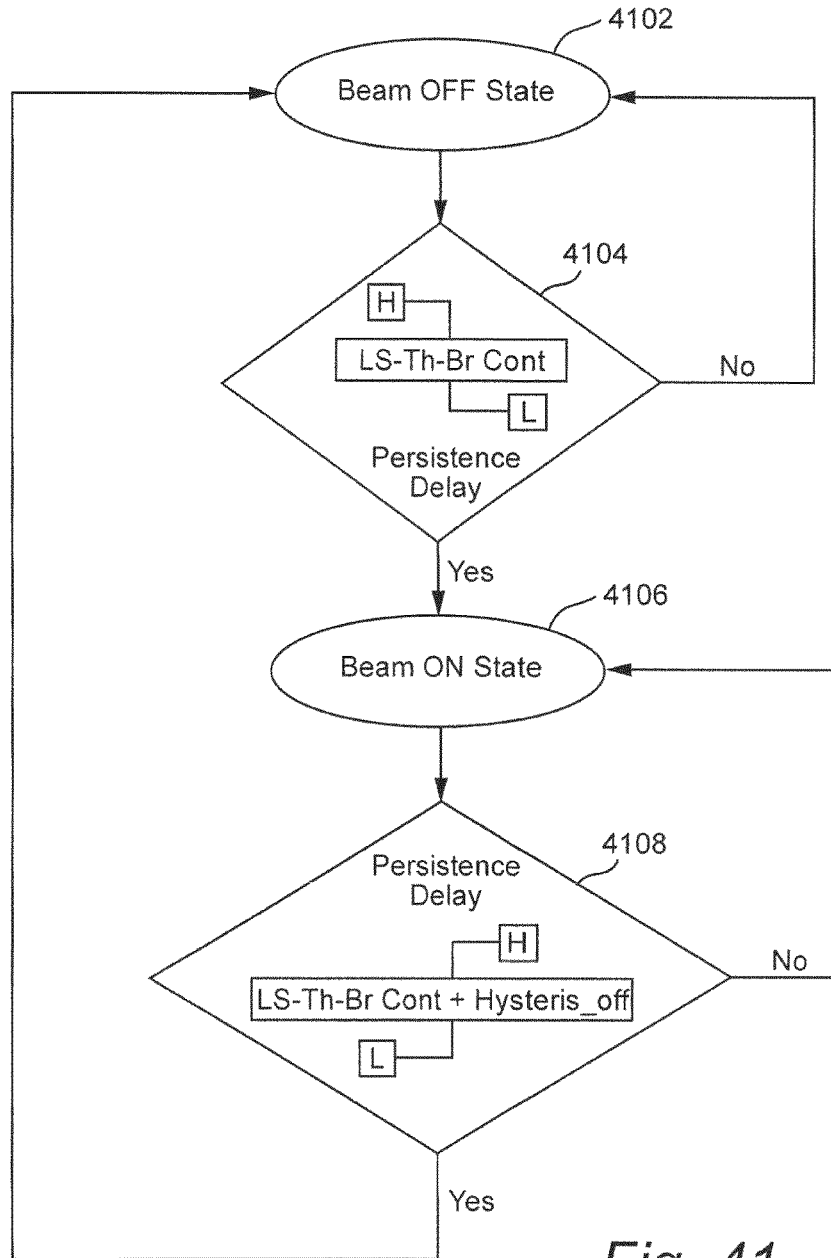 4102
Beam OFF State
4104
H
LS-Th-Br Cont
No
L
Persistence
Delay
Yes
4106
Beam ON State
4108
Persistence
Delay
H
No
LS-Th-Br Cont + Hysteris_off
L
Yes
Fig. 41